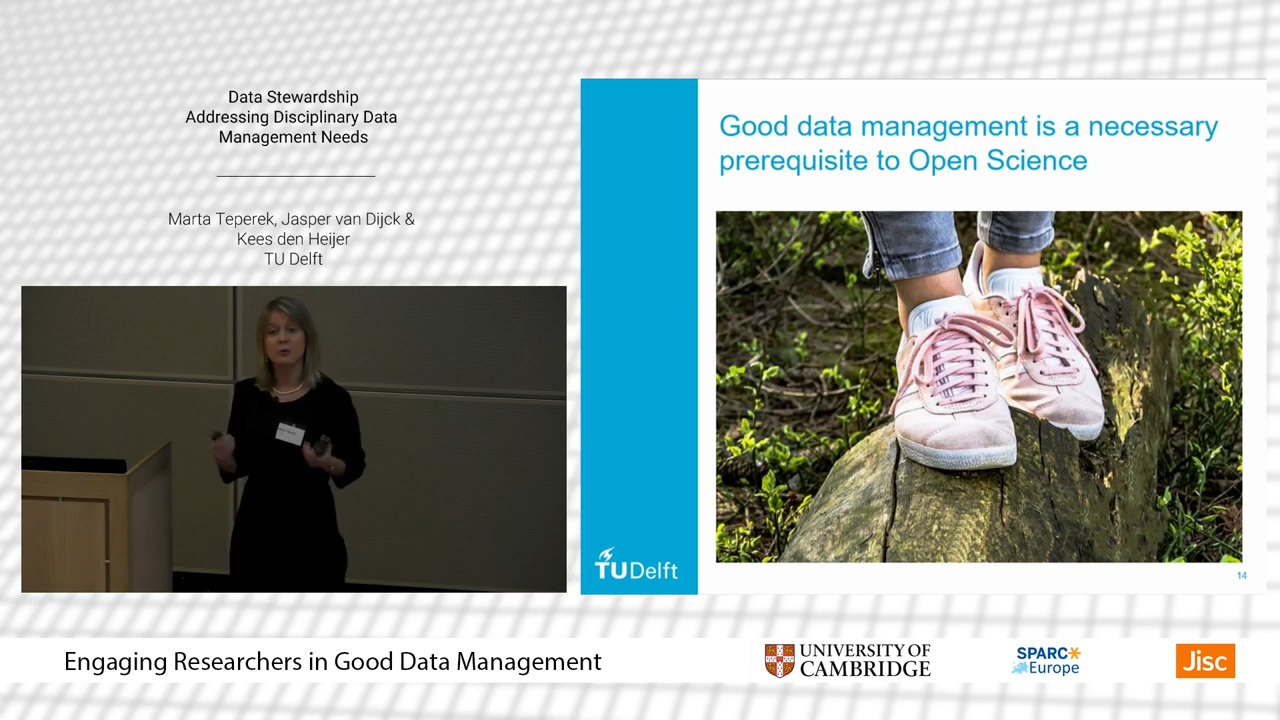 Data Stewardship
Addressing Disciplinary Data
Management Needs
Marta Teperek, Jasper van Dijck &
Kees den Heijer
TU Delft
Good data management is a necessary
prerequisite to Open Science
TU Delft
14
Engaging Researchers in Good Data Management
UNIVERSITY OF
CAMBRIDGE
SPARC
Europe
Jisc